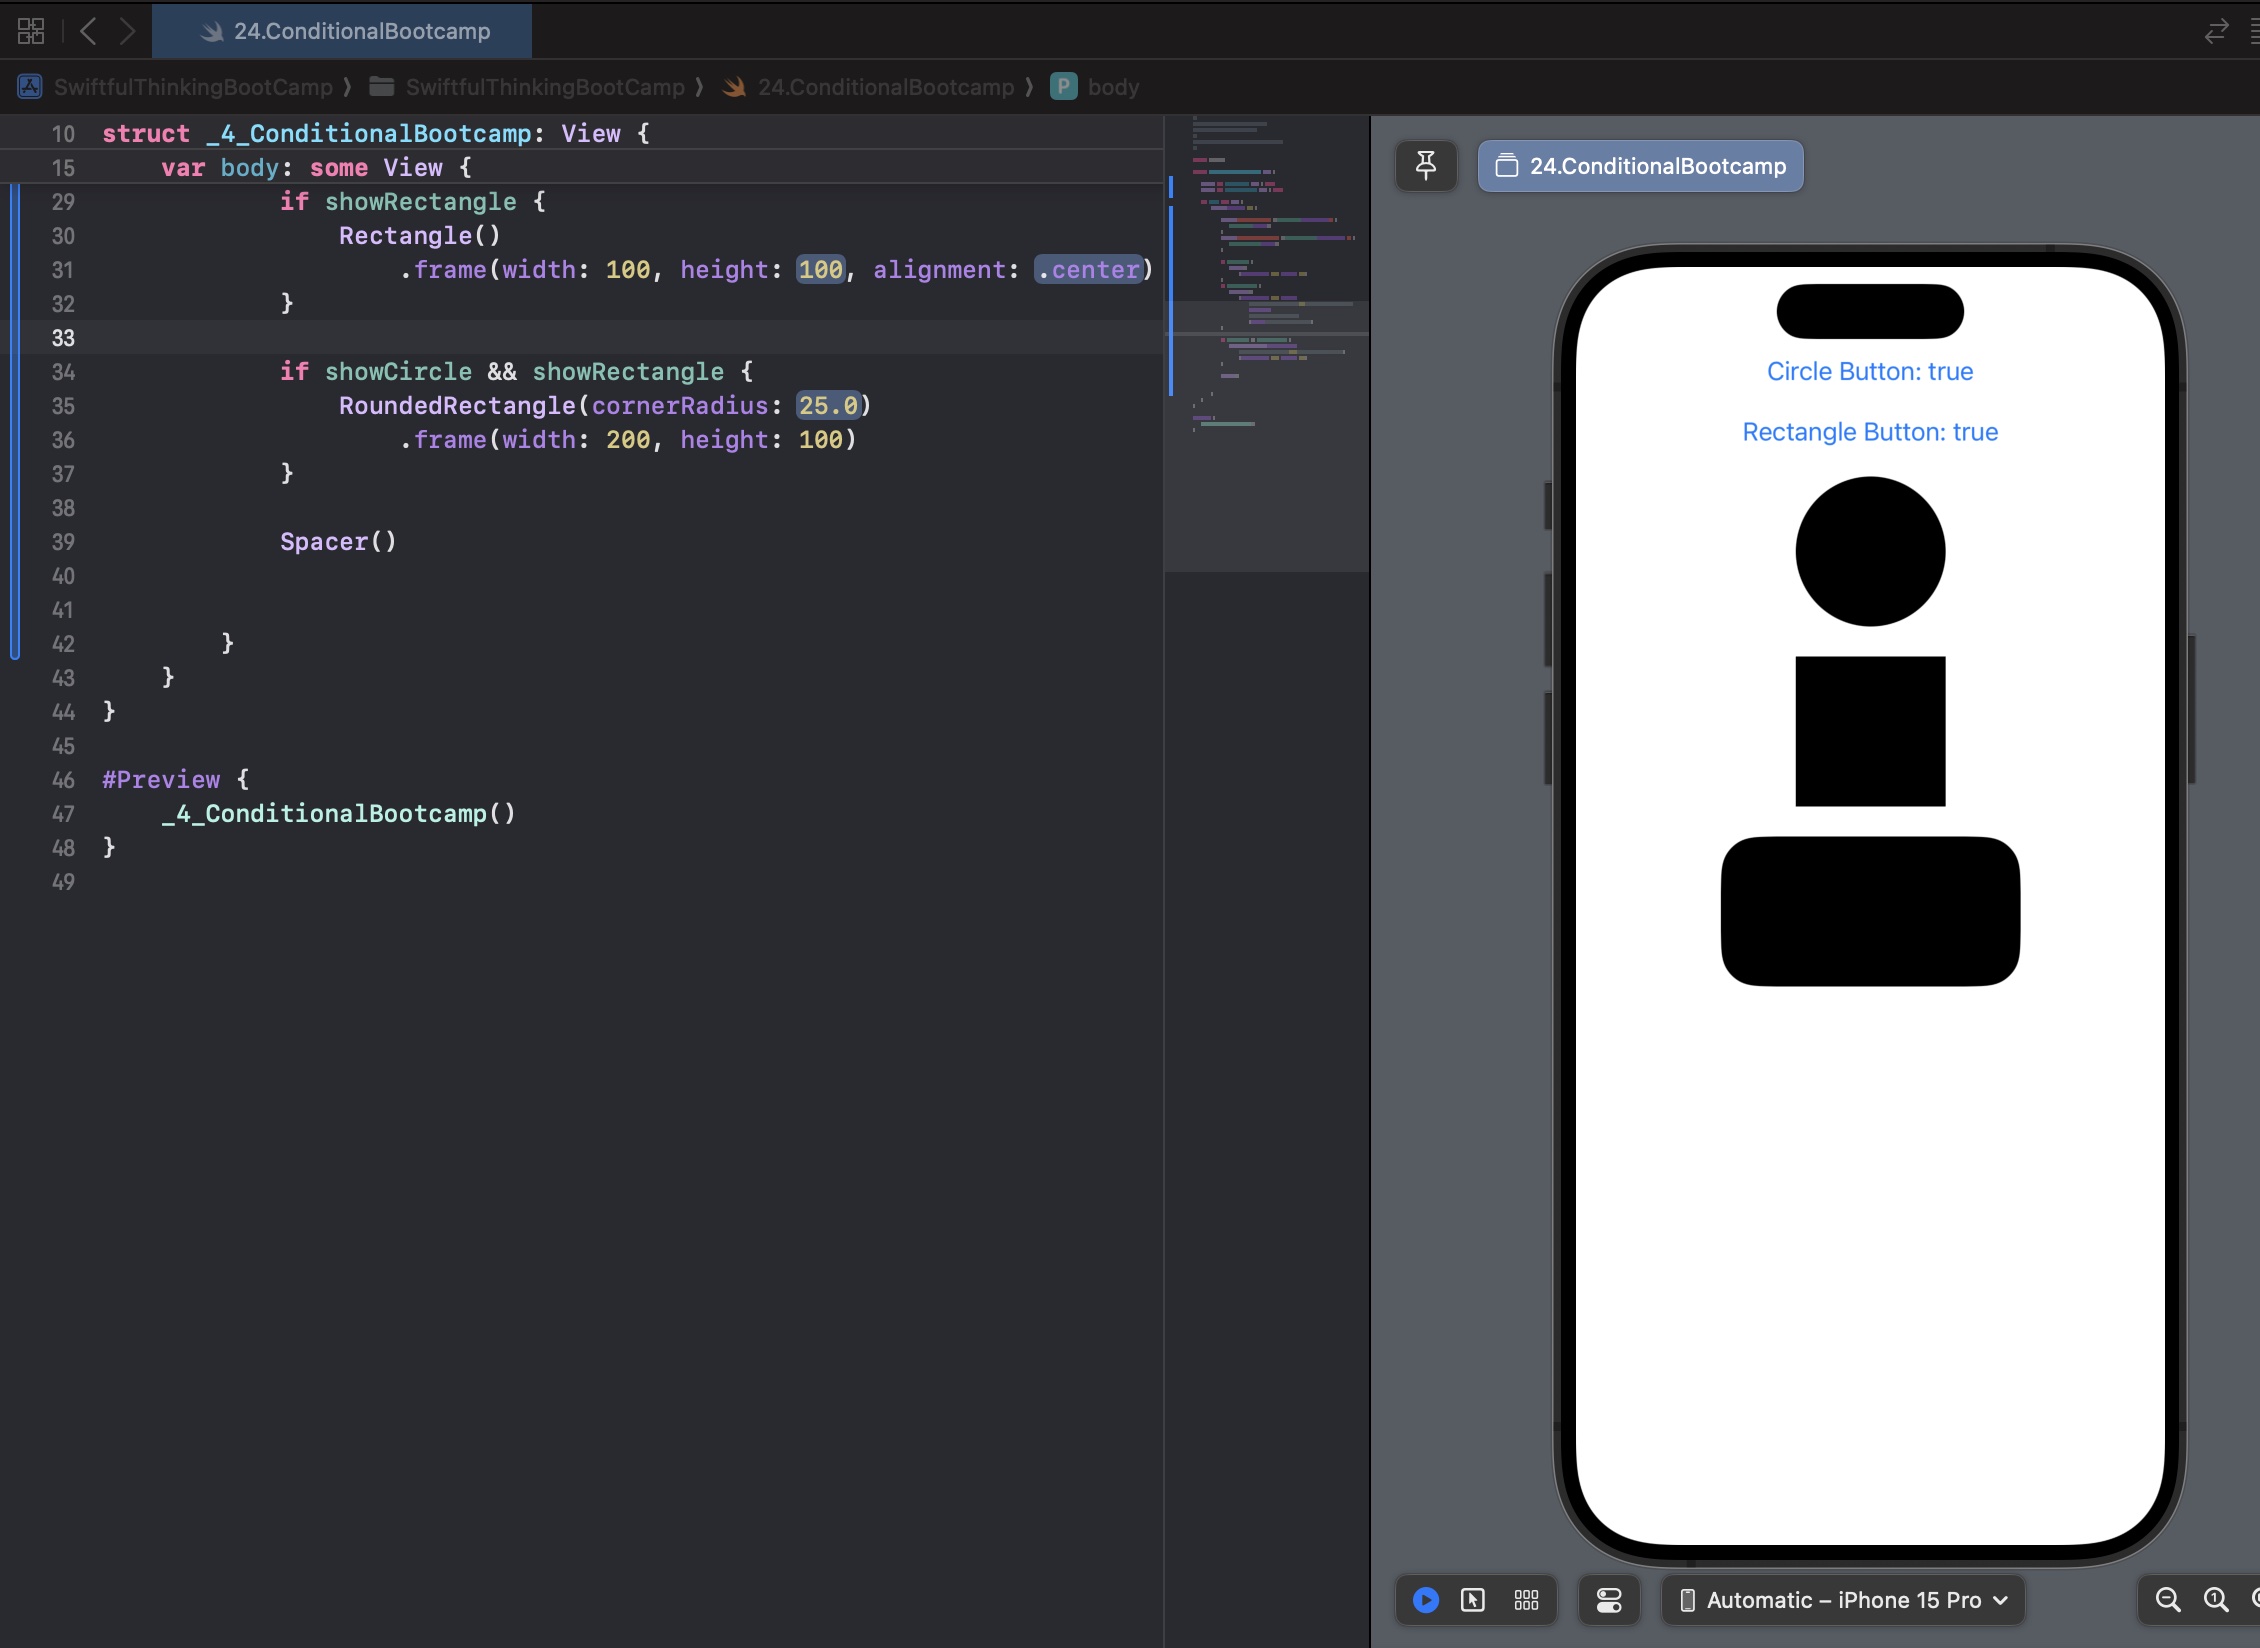 24.ConditionalBootcamp
SwiftfulThinkingBootCamp ⟩ SwiftfulThinkingBootCamp ⟩ 24.ConditionalBootcamp ⟩ P body
10 struct _4_ConditionalBootcamp: View {
15 var body: some View {
29 if showRectangle {
30 Rectangle()
31 .frame(width: 100, height: 100, alignment: .center)
32 }
33
34 if showCircle && showRectangle {
35 RoundedRectangle(cornerRadius: 25.0)
36 .frame(width: 200, height: 100)
37 }
38
39 Spacer()
40
41
42 }
43 }
44 }
45
46 #Preview {
47 _4_ConditionalBootcamp()
48 }
49
24.ConditionalBootcamp
Circle Button: true
Rectangle Button: true
Automatic – iPhone 15 Pro